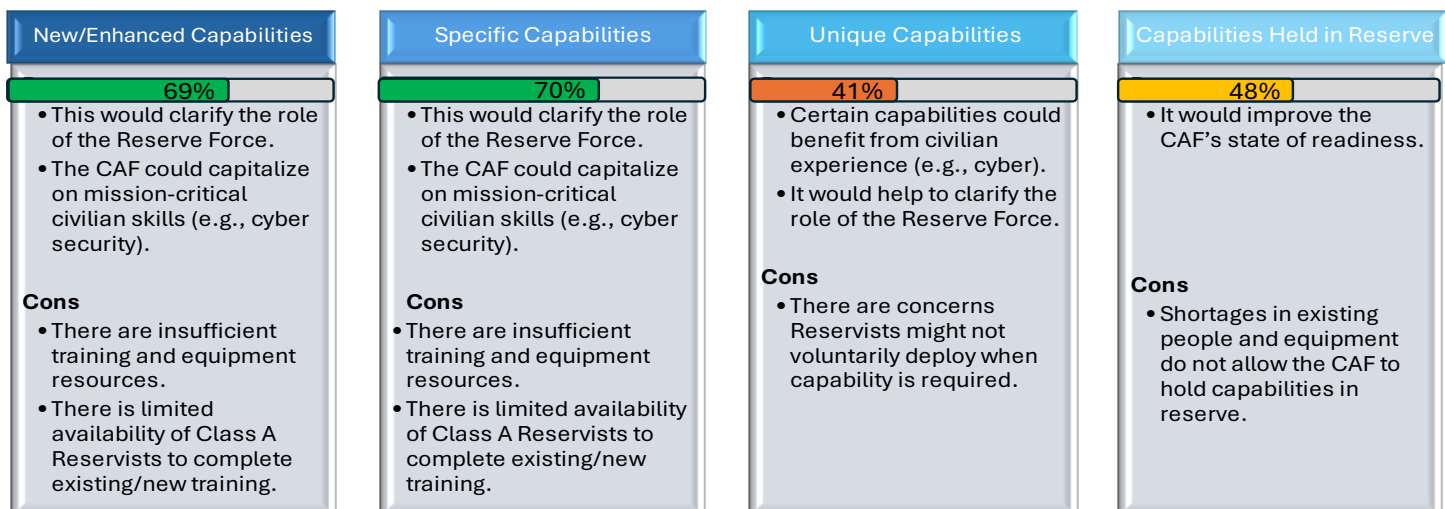 New/Enhanced Capabilities
69%
• This would clarify the role
of the Reserve Force.
• The CAF could capitalize
on mission-critical
civilian skills (e.g., cyber
security).
Cons
• There are insufficient
training and equipment
resources.
• There is limited
availability of Class A
Reservists to complete
existing/new training.
Specific Capabilities
70%
• This would clarify the role
of the Reserve Force.
• The CAF could capitalize
on mission-critical
civilian skills (e.g., cyber
security).
Cons
• There are insufficient
training and equipment
resources.
• There is limited availability
of Class A Reservists to
complete existing/new
training.
Unique Capabilities
41%
• Certain capabilities could
benefit from civilian
experience (e.g., cyber).
• It would help to clarify the
role of the Reserve Force.
Cons
• There are concerns
Reservists might not
voluntarily deploy when
capability is required.
Capabilities Held in Reserve
48%
• It would improve the
CAF’s state of readiness.
Cons
• Shortages in existing
people and equipment
do not allow the CAF to
hold capabilities in
reserve.